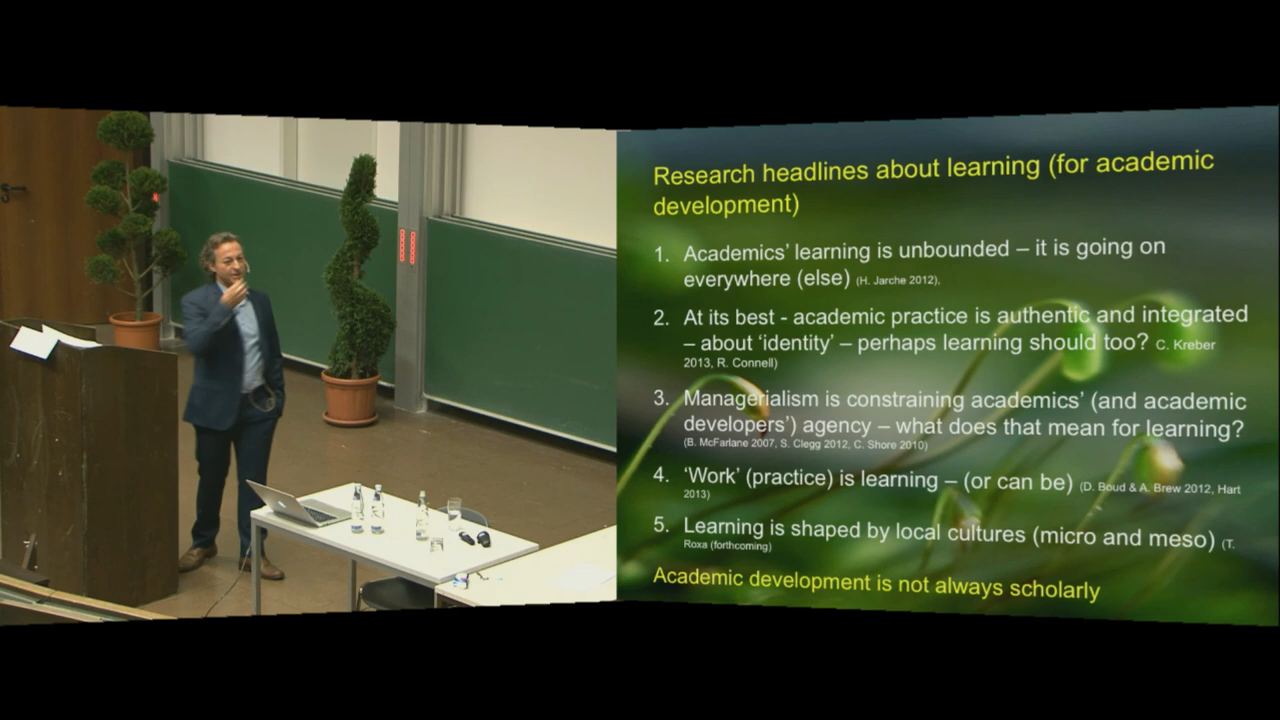 Research headlines about learning (for academic
development)
1. Academics' learning is unbounded – it is going on
everywhere (else) (H. Jarche 2012),
2. At its best - academic practice is authentic and integrated
– about 'identity' – perhaps learning should too? C. Kreber
2013, R. Connell)
3. Managerialism is constraining academics' (and academic
developers') agency – what does that mean for learning?
(B. McFarlane 2007, S. Clegg 2012, C. Shore 2010)
4. 'Work' (practice) is learning – (or can be) (D. Boud & A. Brew 2012, Hart
2013)
5. Learning is shaped by local cultures (micro and meso) (T.
Roxa (forthcoming)
Academic development is not always scholarly